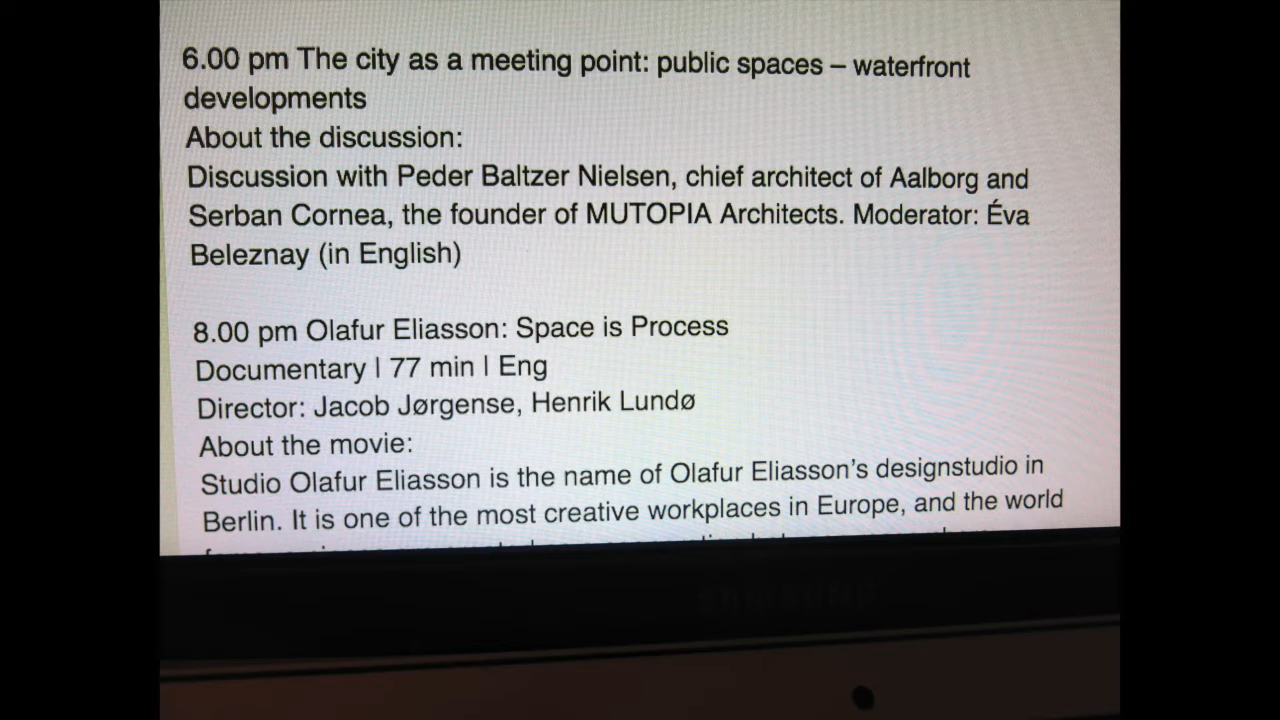 6.00 pm The city as a meeting point: public spaces – waterfront
developments
About the discussion:
Discussion with Peder Baltzer Nielsen, chief architect of Aalborg and
Serban Cornea, the founder of MUTOPIA Architects. Moderator: Éva
Beleznay (in English)
8.00 pm Olafur Eliasson: Space is Process
Documentary | 77 min | Eng
Director: Jacob Jørgense, Henrik Lundø
About the movie:
Studio Olafur Eliasson is the name of Olafur Eliasson’s designstudio in
Berlin. It is one of the most creative workplaces in Europe, and the world
SAMSUNG